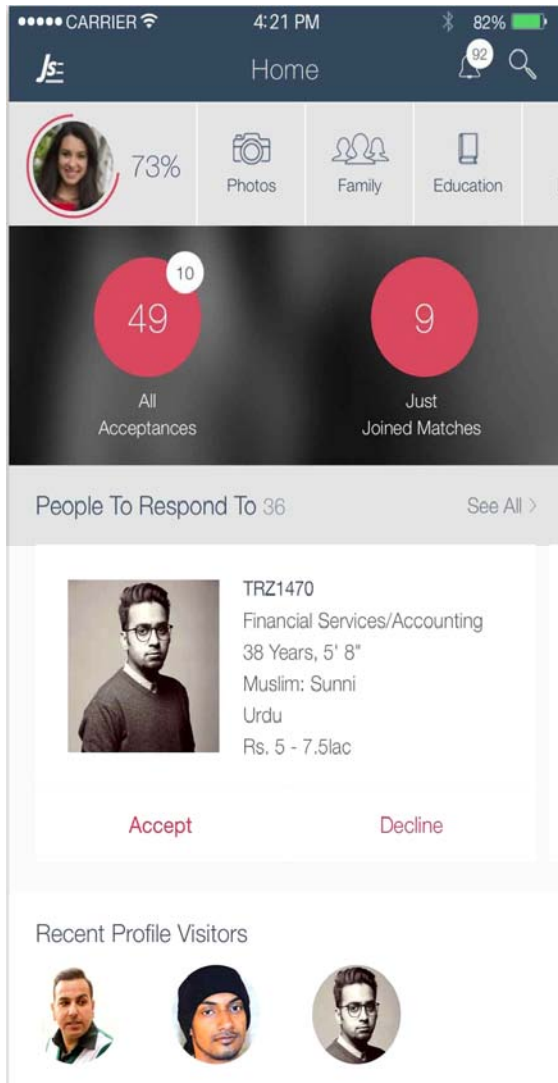 CARRIER 4:21 PM 82%
JS Home 92
73% Photos Family Education
10
49 9
All Just
Acceptances Joined Matches
People To Respond To 36 See All >
TRZ1470
Financial Services/Accounting
38 Years, 5' 8"
Muslim: Sunni
Urdu
Rs. 5 - 7.5lac
Accept Decline
Recent Profile Visitors